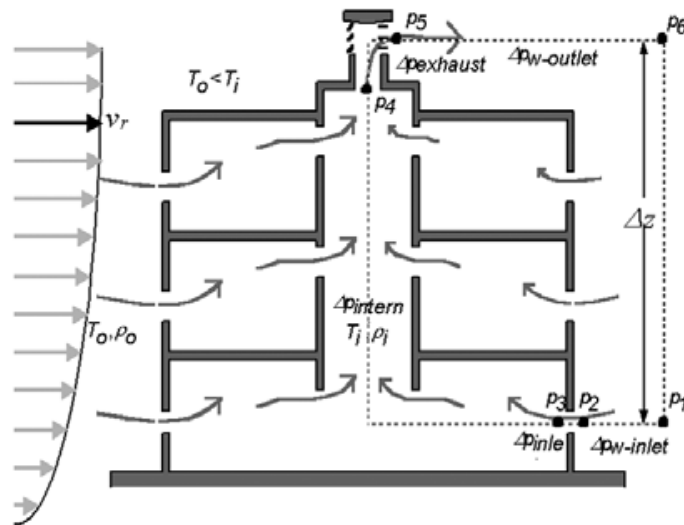 p5
p6
Δpexhaust
Δpw-outlet
To<Ti
p4
vr
Δz
Δpintern
Ti ρi
To,ρo
p3
p2
p1
Δpinle
Δpw-inlet